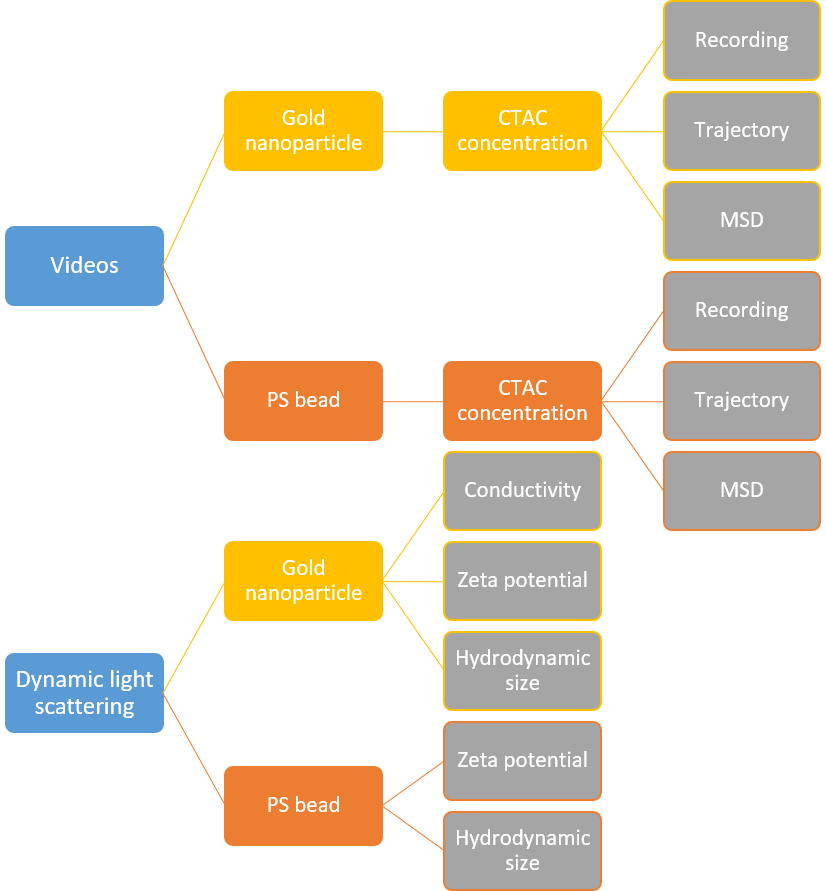 Videos
Gold
nanoparticle
CTAC
concentration
Recording
Trajectory
MSD
PS bead
CTAC
concentration
Recording
Trajectory
MSD
Dynamic light
scattering
Gold
nanoparticle
Conductivity
Zeta potential
Hydrodynamic
size
PS bead
Zeta potential
Hydrodynamic
size